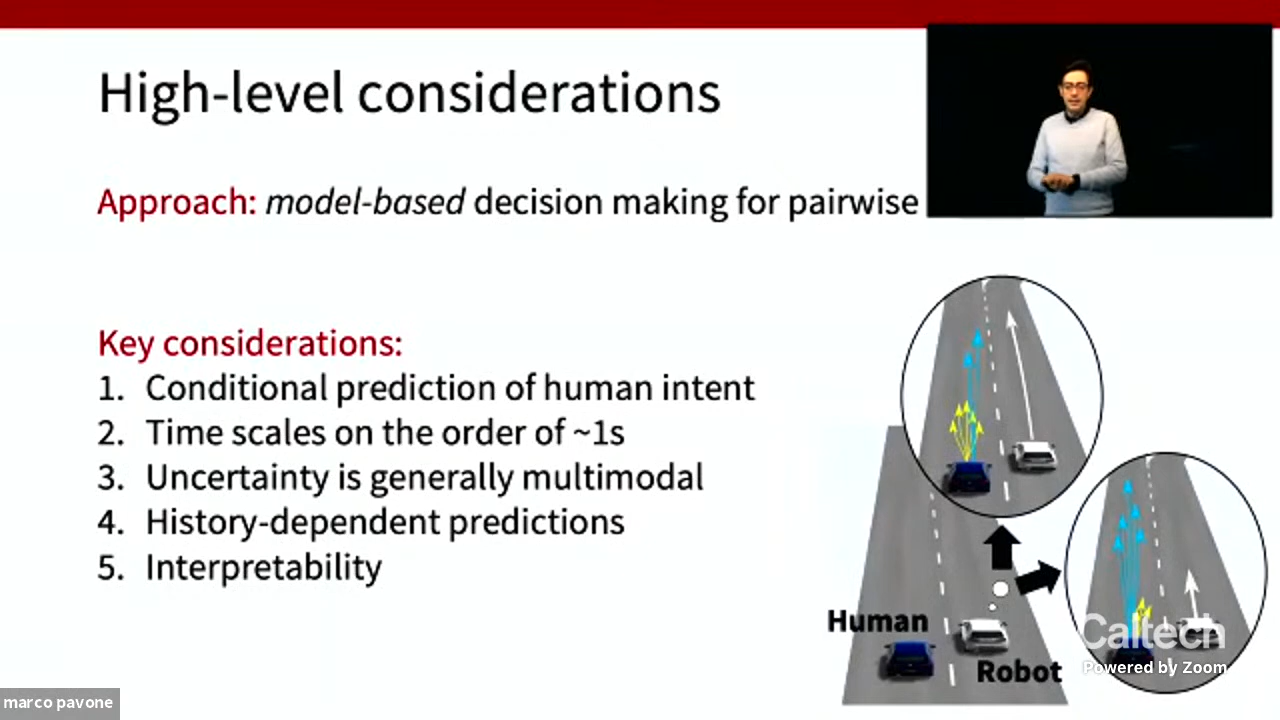 High-level considerations
Approach: model-based decision making for pairwise
Key considerations:
1. Conditional prediction of human intent
2. Time scales on the order of ~1s
3. Uncertainty is generally multimodal
4. History-dependent predictions
5. Interpretability
Human
Robot
Caltech
Powered by Zoom
marco pavone